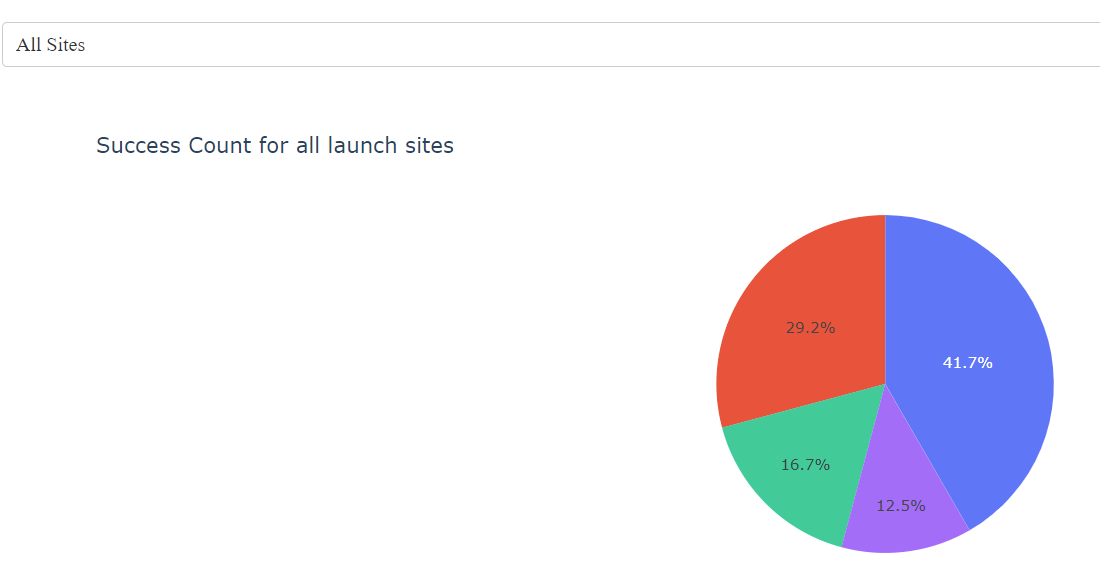 All Sites
Success Count for all launch sites
29.2%
41.7%
16.7%
12.5%